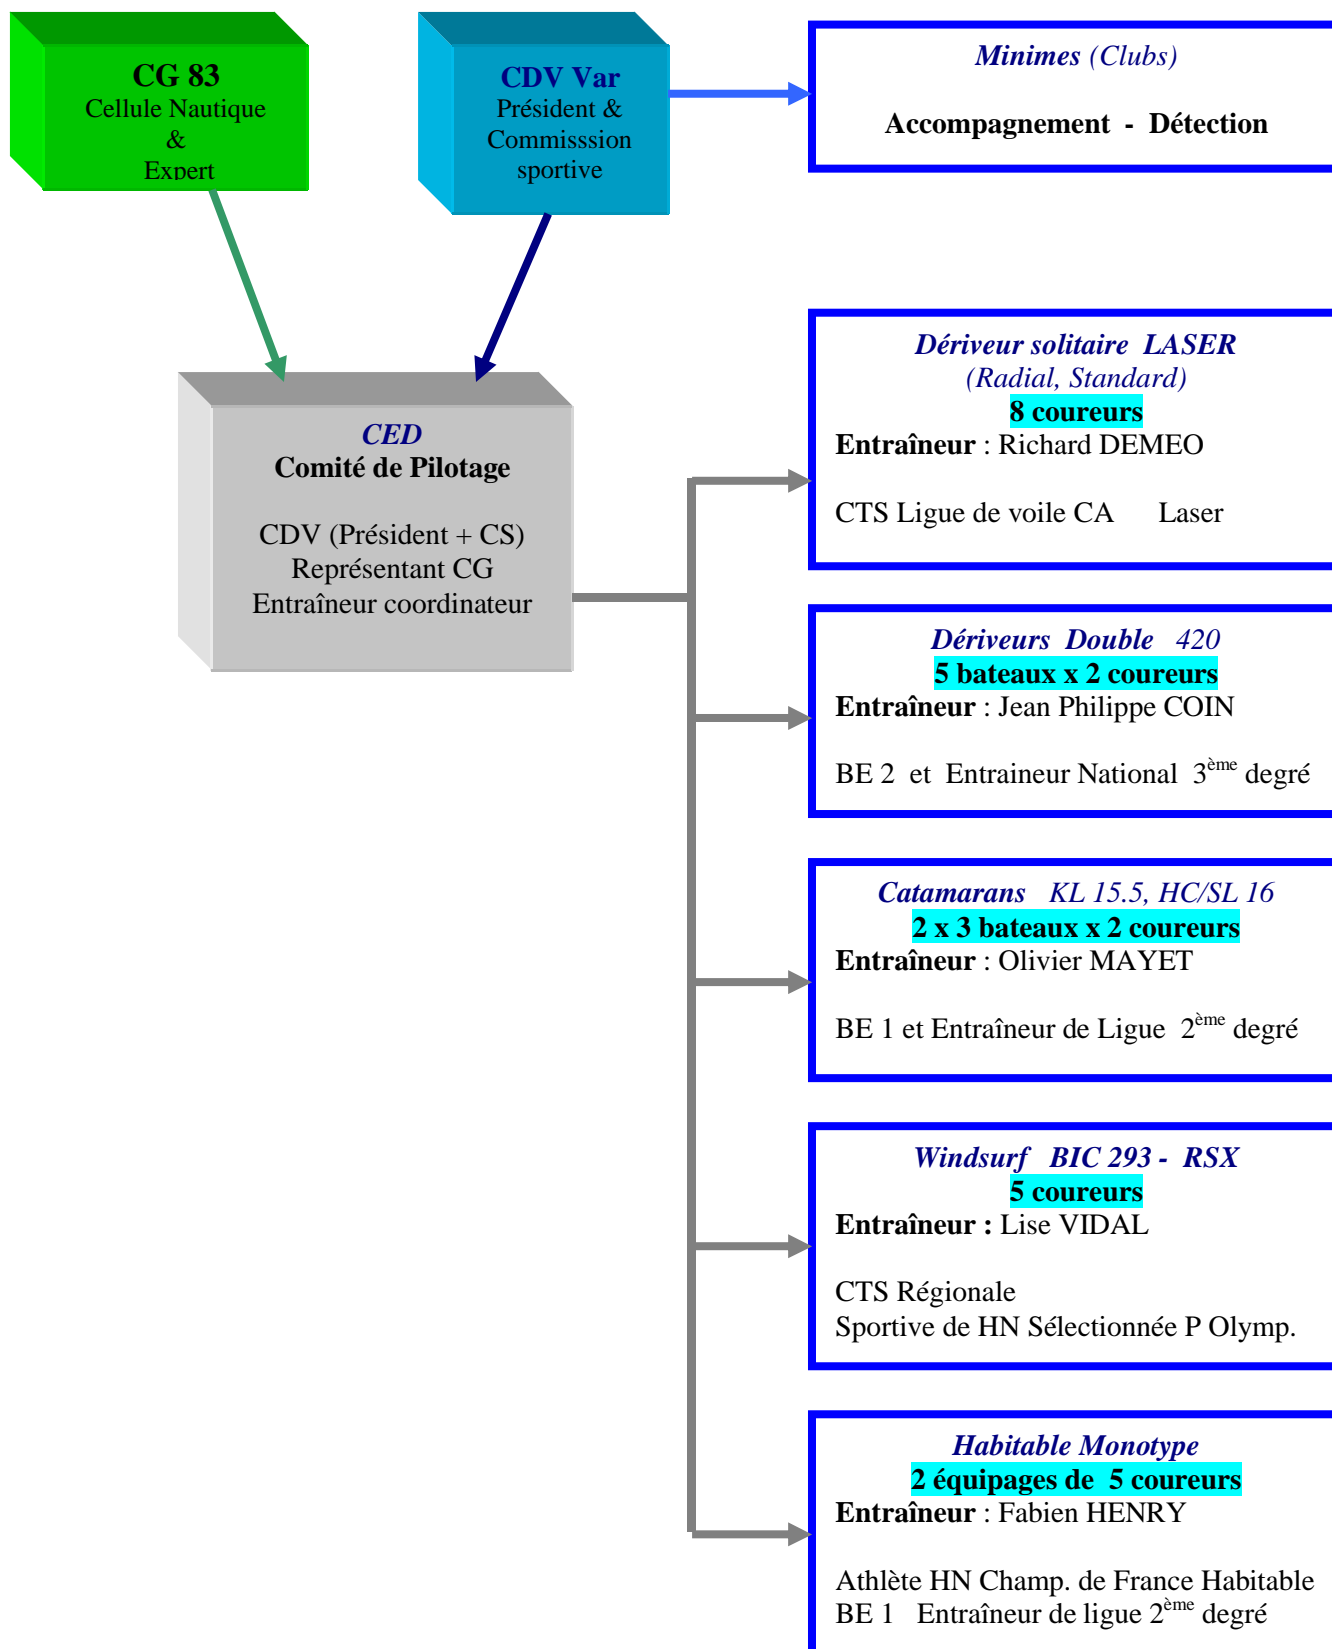 CG 83
Cellule Nautique
&
Expert
CDV Var
Président &
Commisssion
sportive
Minimes (Clubs)
Accompagnement - Détection
CED
Comité de Pilotage
CDV (Président + CS)
Représentant CG
Entraîneur coordinateur
Dériveur solitaire LASER
(Radial, Standard)
8 coureurs
Entraîneur : Richard DEMEO
CTS Ligue de voile CA Laser
Dériveurs Double 420
5 bateaux x 2 coureurs
Entraîneur : Jean Philippe COIN
BE 2 et Entraineur National 3ème degré
Catamarans KL 15.5, HC/SL 16
2 x 3 bateaux x 2 coureurs
Entraîneur : Olivier MAYET
BE 1 et Entraîneur de Ligue 2ème degré
Windsurf BIC 293 - RSX
5 coureurs
Entraîneur : Lise VIDAL
CTS Régionale
Sportive de HN Sélectionnée P Olymp.
Habitable Monotype
2 équipages de 5 coureurs
Entraîneur : Fabien HENRY
Athlète HN Champ. de France Habitable
BE 1 Entraîneur de ligue 2ème degré